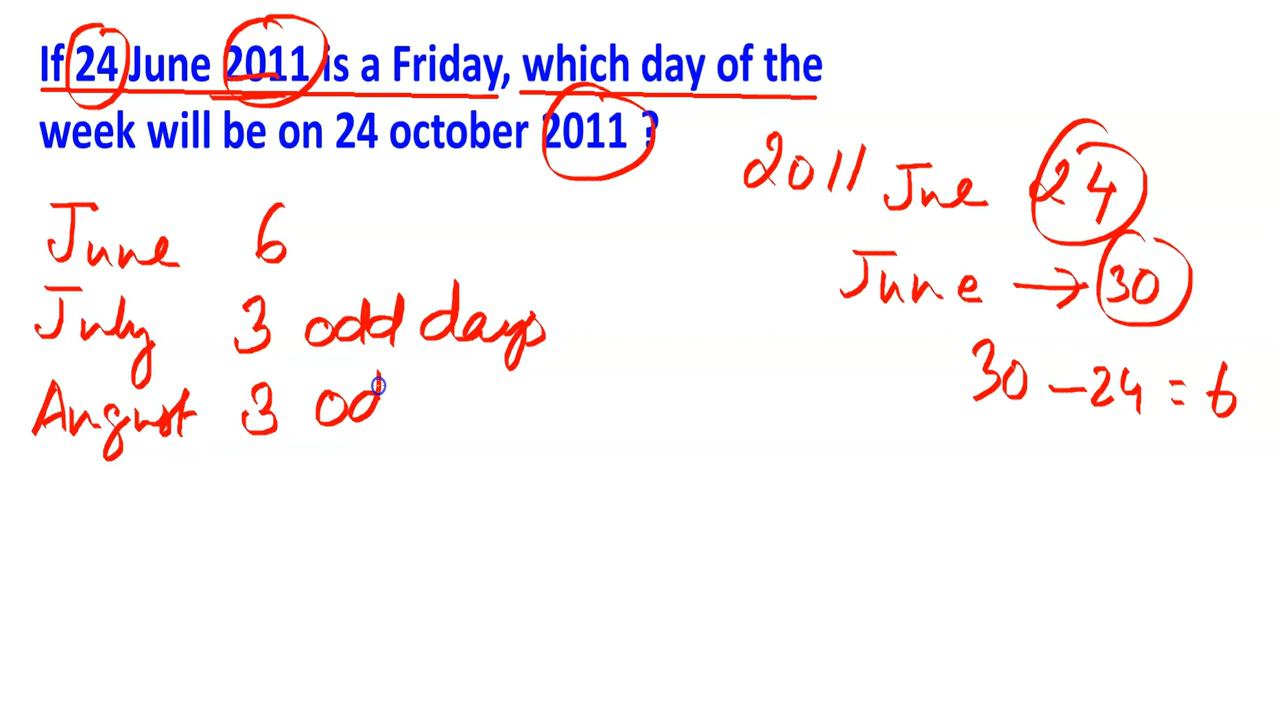 If 24 June 2011 is a Friday, which day of the
week will be on 24 october 2011 ?
2011 Jne 24
June → 30
30 - 24 = 6
June 6
July 3 odd days
August 3 od